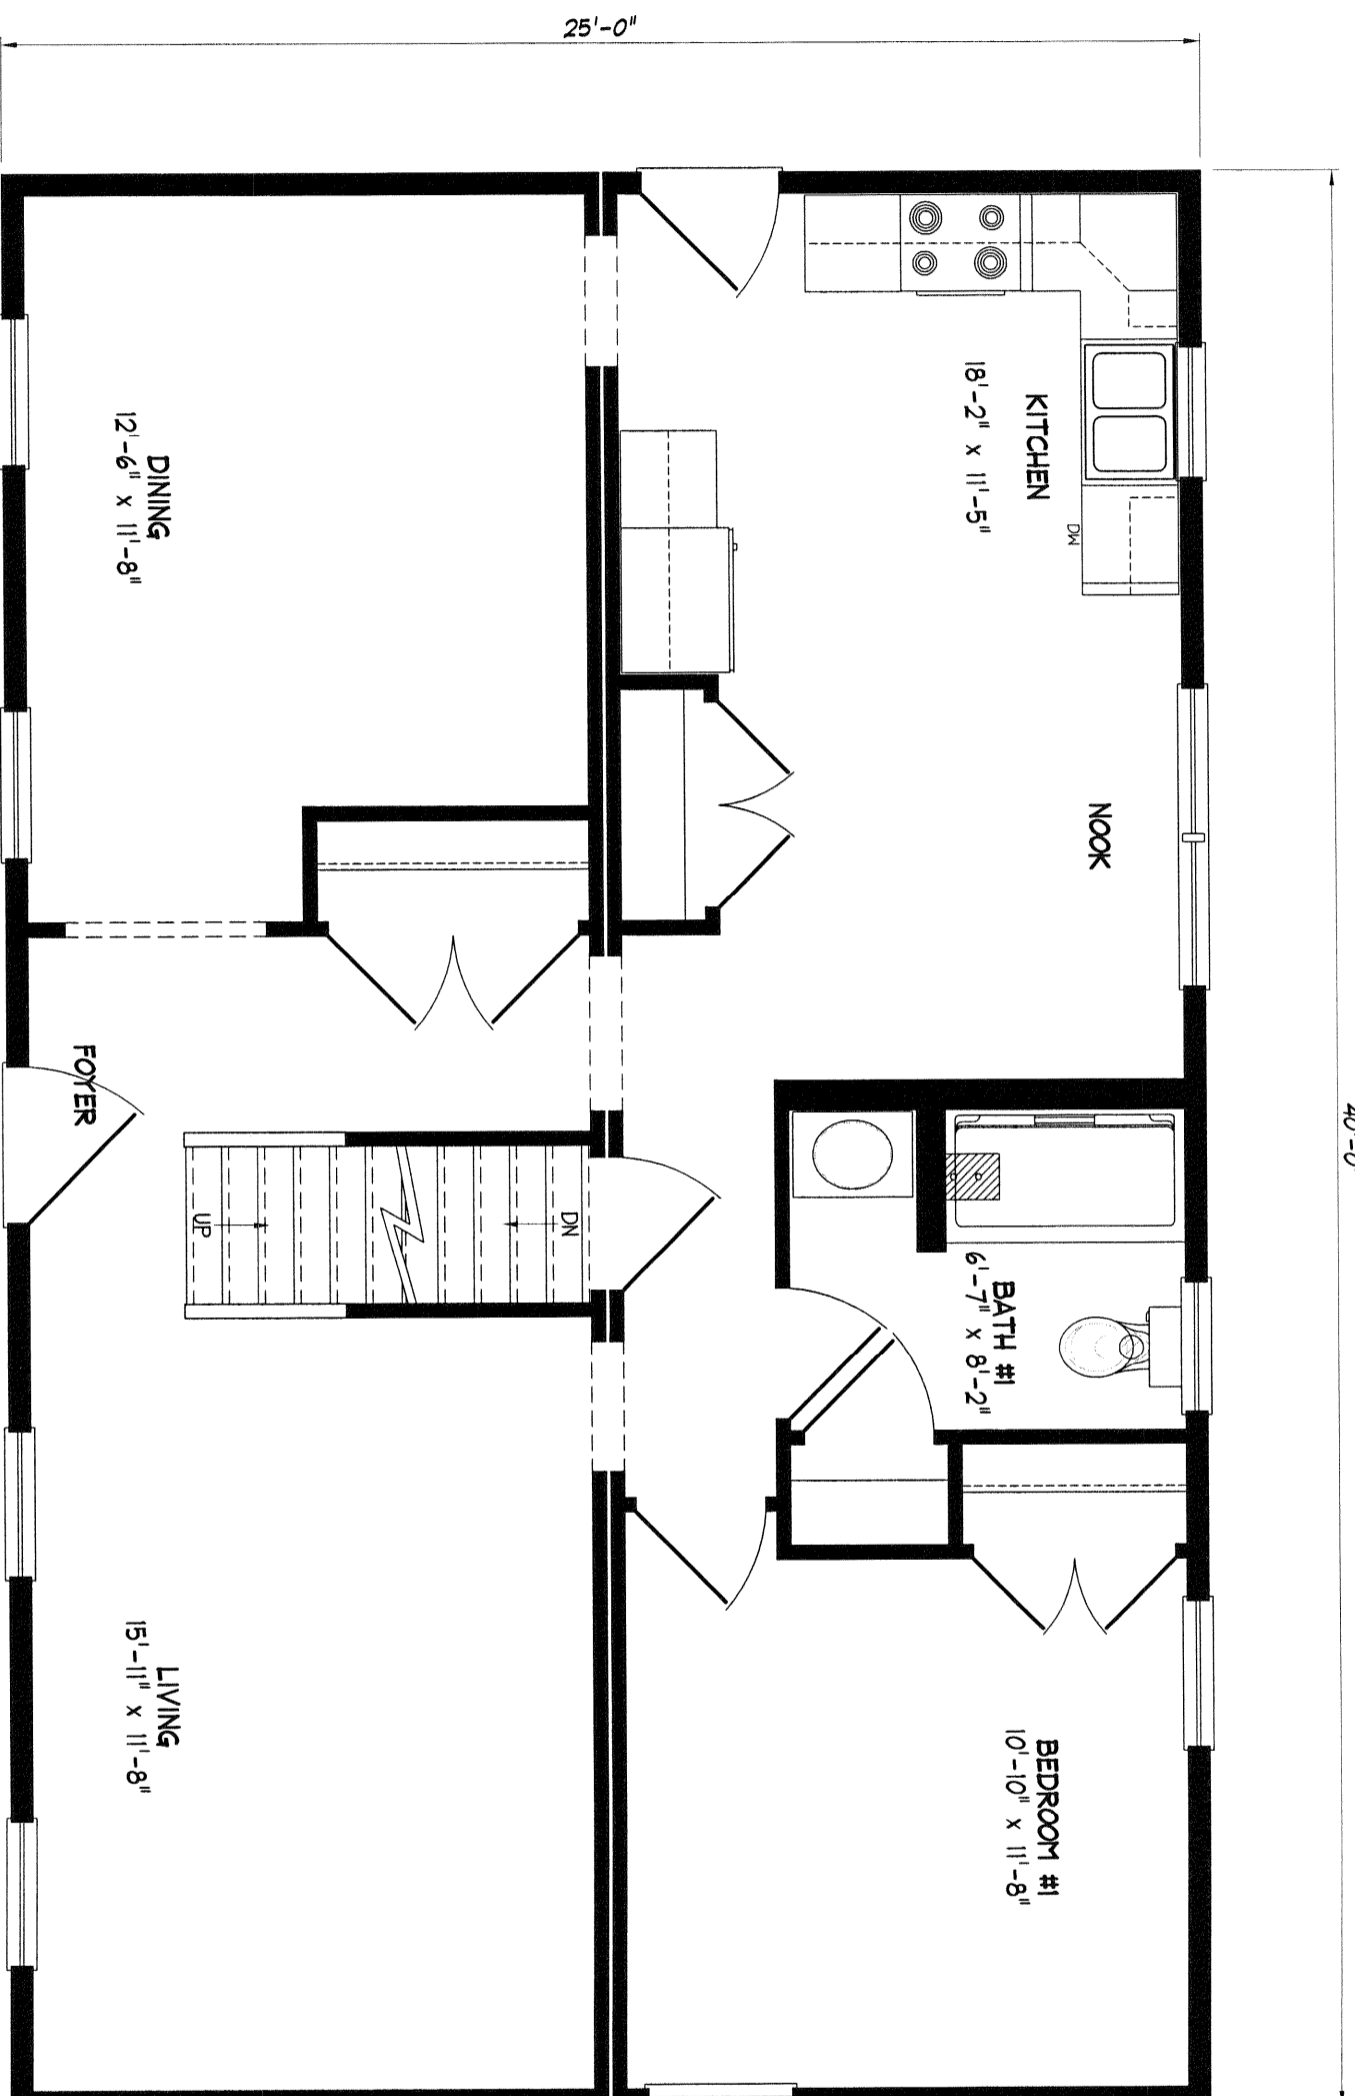 25'-0"
KITCHEN
18'-2" x 11'-5"
DW
NOOK
DINING
12'-6" x 11'-8"
FOYER
UP
DN
BATH #1
6'-7" x 8'-2"
BEDROOM #1
10'-10" x 11'-8"
LIVING
15'-11" x 11'-8"